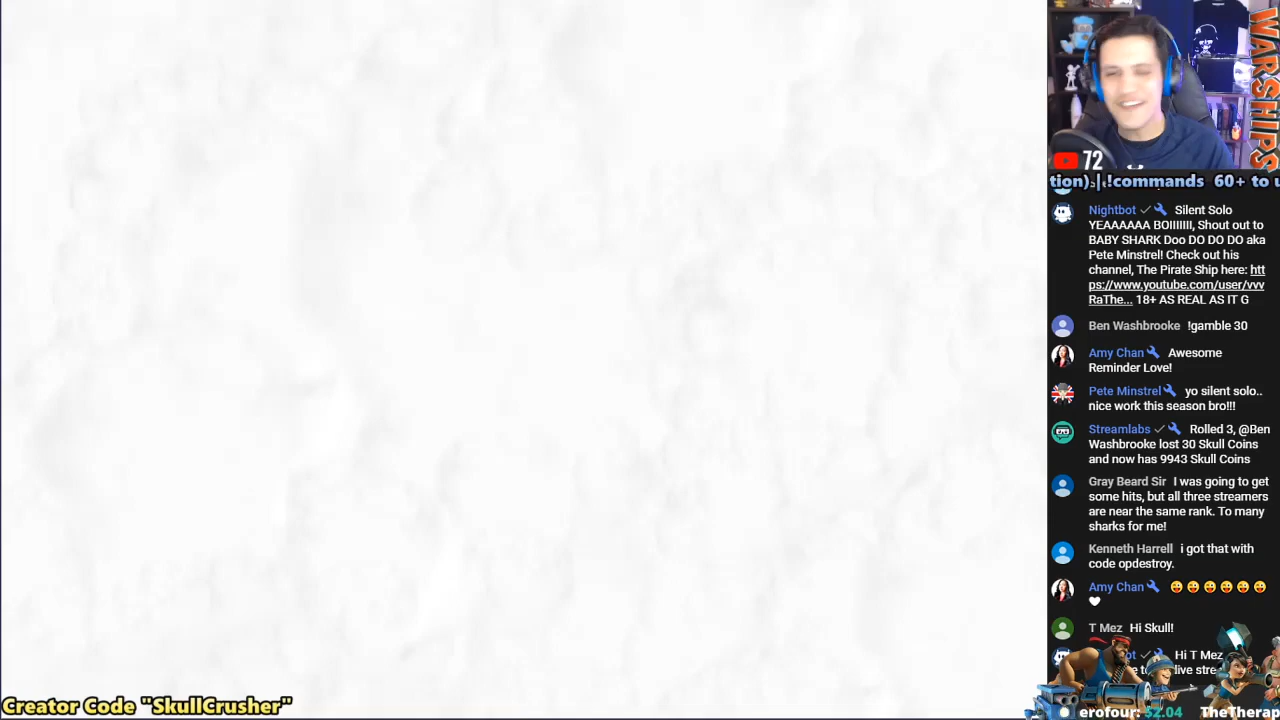 WARSHIPS
72
tion) | !commands 60+ to u
Nightbot Silent Solo
YEAAAAAA BOIIIIIII, Shout out to
BABY SHARK Doo DO DO DO aka
Pete Minstrel! Check out his
channel, The Pirate Ship here: htt
ps://www.youtube.com/user/vvv
RaThe... 18+ AS REAL AS IT G
Ben Washbrooke !gamble 30
Amy Chan Awesome
Reminder Love!
Pete Minstrel yo silent solo..
nice work this season bro!!!
Streamlabs Rolled 3, @Ben
Washbrooke lost 30 Skull Coins
and now has 9943 Skull Coins
Gray Beard Sir I was going to get
some hits, but all three streamers
are near the same rank. To many
sharks for me!
Kenneth Harrell i got that with
code opdestroy.
Amy Chan 😜😜😜😜😜😜
🤍
T Mez Hi Skull!
ot Hi T Mez
live stre
erofour: $2.04 TheTherap
Creator Code "SkullCrusher"